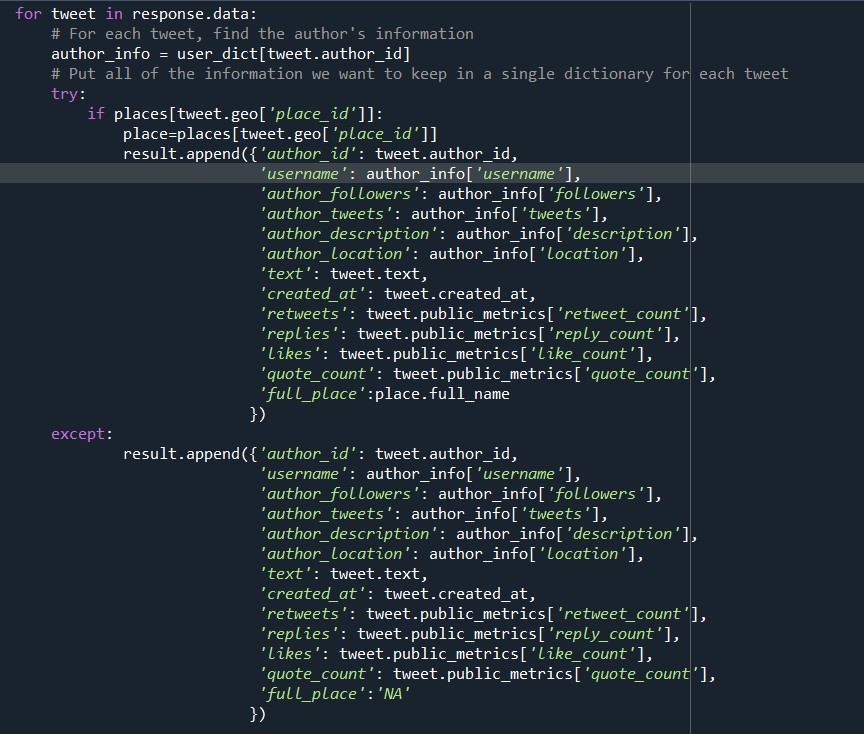 for tweet in response.data:
    # For each tweet, find the author's information
    author_info = user_dict[tweet.author_id]
    # Put all of the information we want to keep in a single dictionary for each tweet
    try:
        if places[tweet.geo['place_id']]:
            place=places[tweet.geo['place_id']]
            result.append({'author_id': tweet.author_id,
                           'username': author_info['username'],
                           'author_followers': author_info['followers'],
                           'author_tweets': author_info['tweets'],
                           'author_description': author_info['description'],
                           'author_location': author_info['location'],
                           'text': tweet.text,
                           'created_at': tweet.created_at,
                           'retweets': tweet.public_metrics['retweet_count'],
                           'replies': tweet.public_metrics['reply_count'],
                           'likes': tweet.public_metrics['like_count'],
                           'quote_count': tweet.public_metrics['quote_count'],
                           'full_place':place.full_name
                          })
    except:
            result.append({'author_id': tweet.author_id,
                           'username': author_info['username'],
                           'author_followers': author_info['followers'],
                           'author_tweets': author_info['tweets'],
                           'author_description': author_info['description'],
                           'author_location': author_info['location'],
                           'text': tweet.text,
                           'created_at': tweet.created_at,
                           'retweets': tweet.public_metrics['retweet_count'],
                           'replies': tweet.public_metrics['reply_count'],
                           'likes': tweet.public_metrics['like_count'],
                           'quote_count': tweet.public_metrics['quote_count'],
                           'full_place':'NA'
                          })